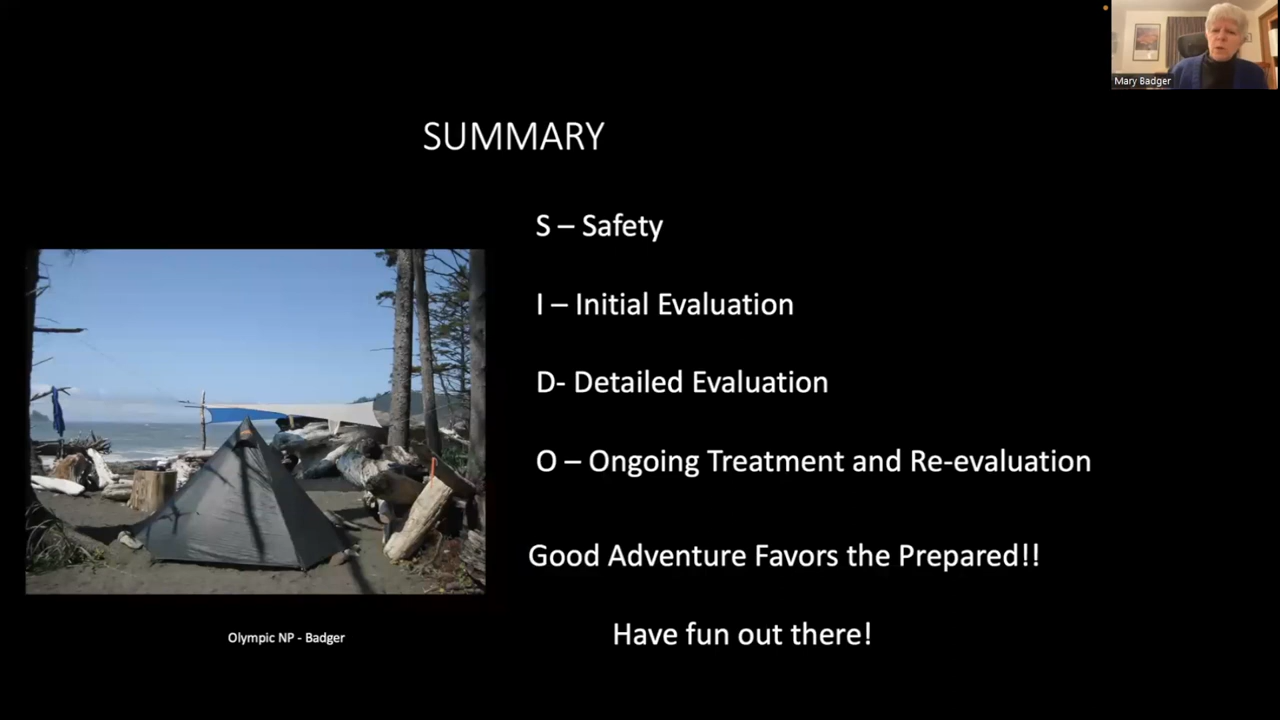 Mary Badger
SUMMARY
S – Safety
I – Initial Evaluation
D- Detailed Evaluation
O – Ongoing Treatment and Re-evaluation
Good Adventure Favors the Prepared!!
Have fun out there!
Olympic NP - Badger